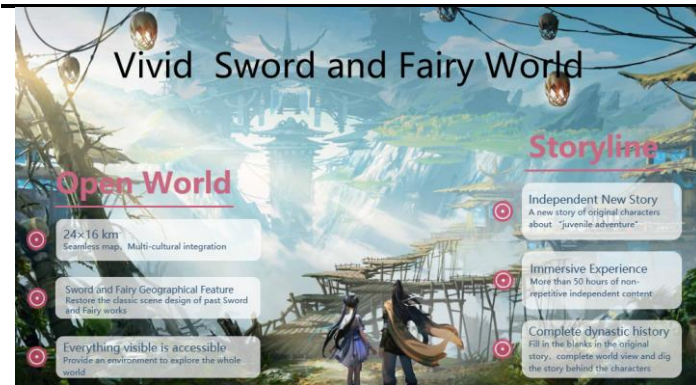 Vivid  Sword and Fairy World
Open World
24×16 km
Seamless map、Multi-cultural integration
Sword and Fairy Geographical Feature
Restore the classic scene design of past Sword
and Fairy works
Everything visible is accessible
Provide an environment to explore the whole
world
Storyline
Independent New Story
A new story of original characters
about “juvenile adventure”
Immersive Experience
More than 50 hours of non-
repetitive independent content
Complete dynastic history
Fill in the blanks in the original
story、complete world view and dig
the story behind the characters